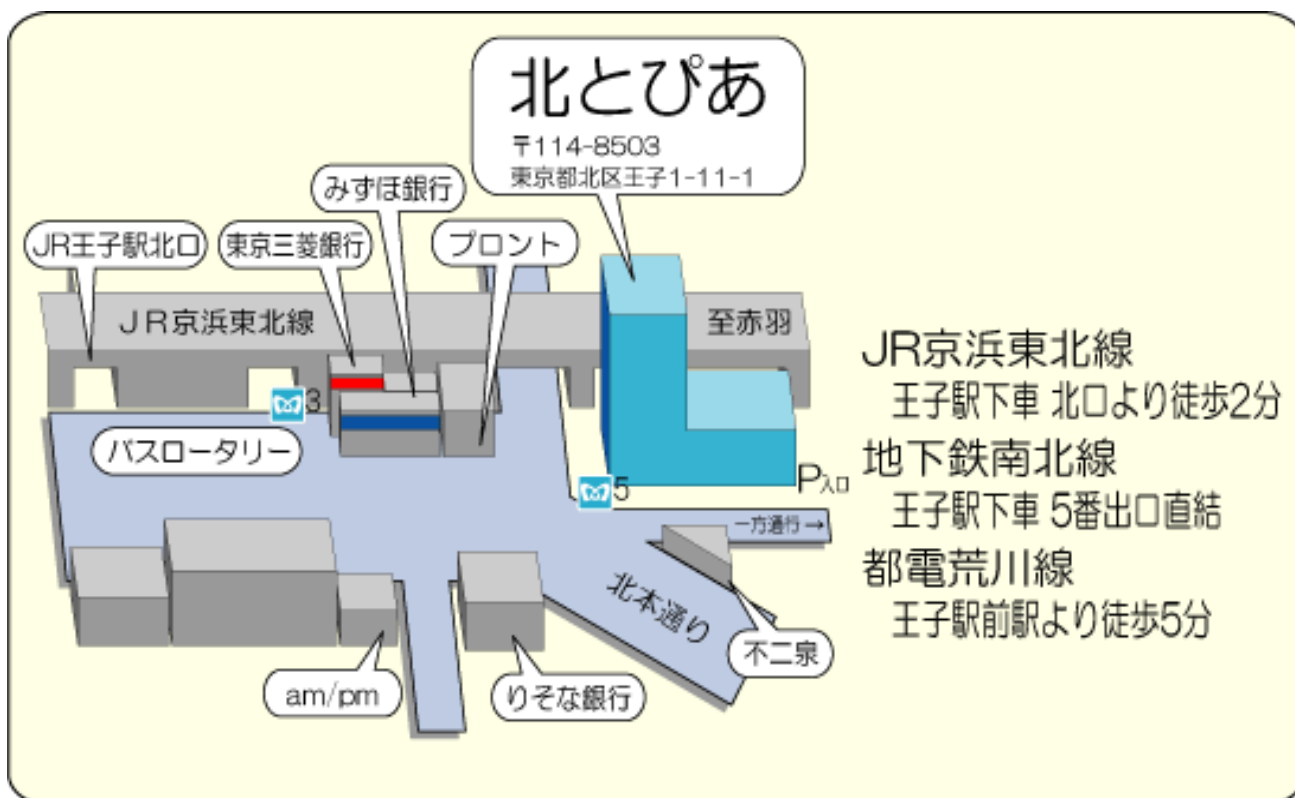 北とぴあ
〒114-8503
東京都北区王子1-11-1
みずほ銀行
JR王子駅北口
東京三菱銀行
プロント
JR京浜東北線
至赤羽
3
バスロータリー
5
P入口
一方通行→
北本通り
不二泉
am/pm
りそな銀行
JR京浜東北線
王子駅下車 北口より徒歩2分
地下鉄南北線
王子駅下車 5番出口直結
都電荒川線
王子駅前駅より徒歩5分